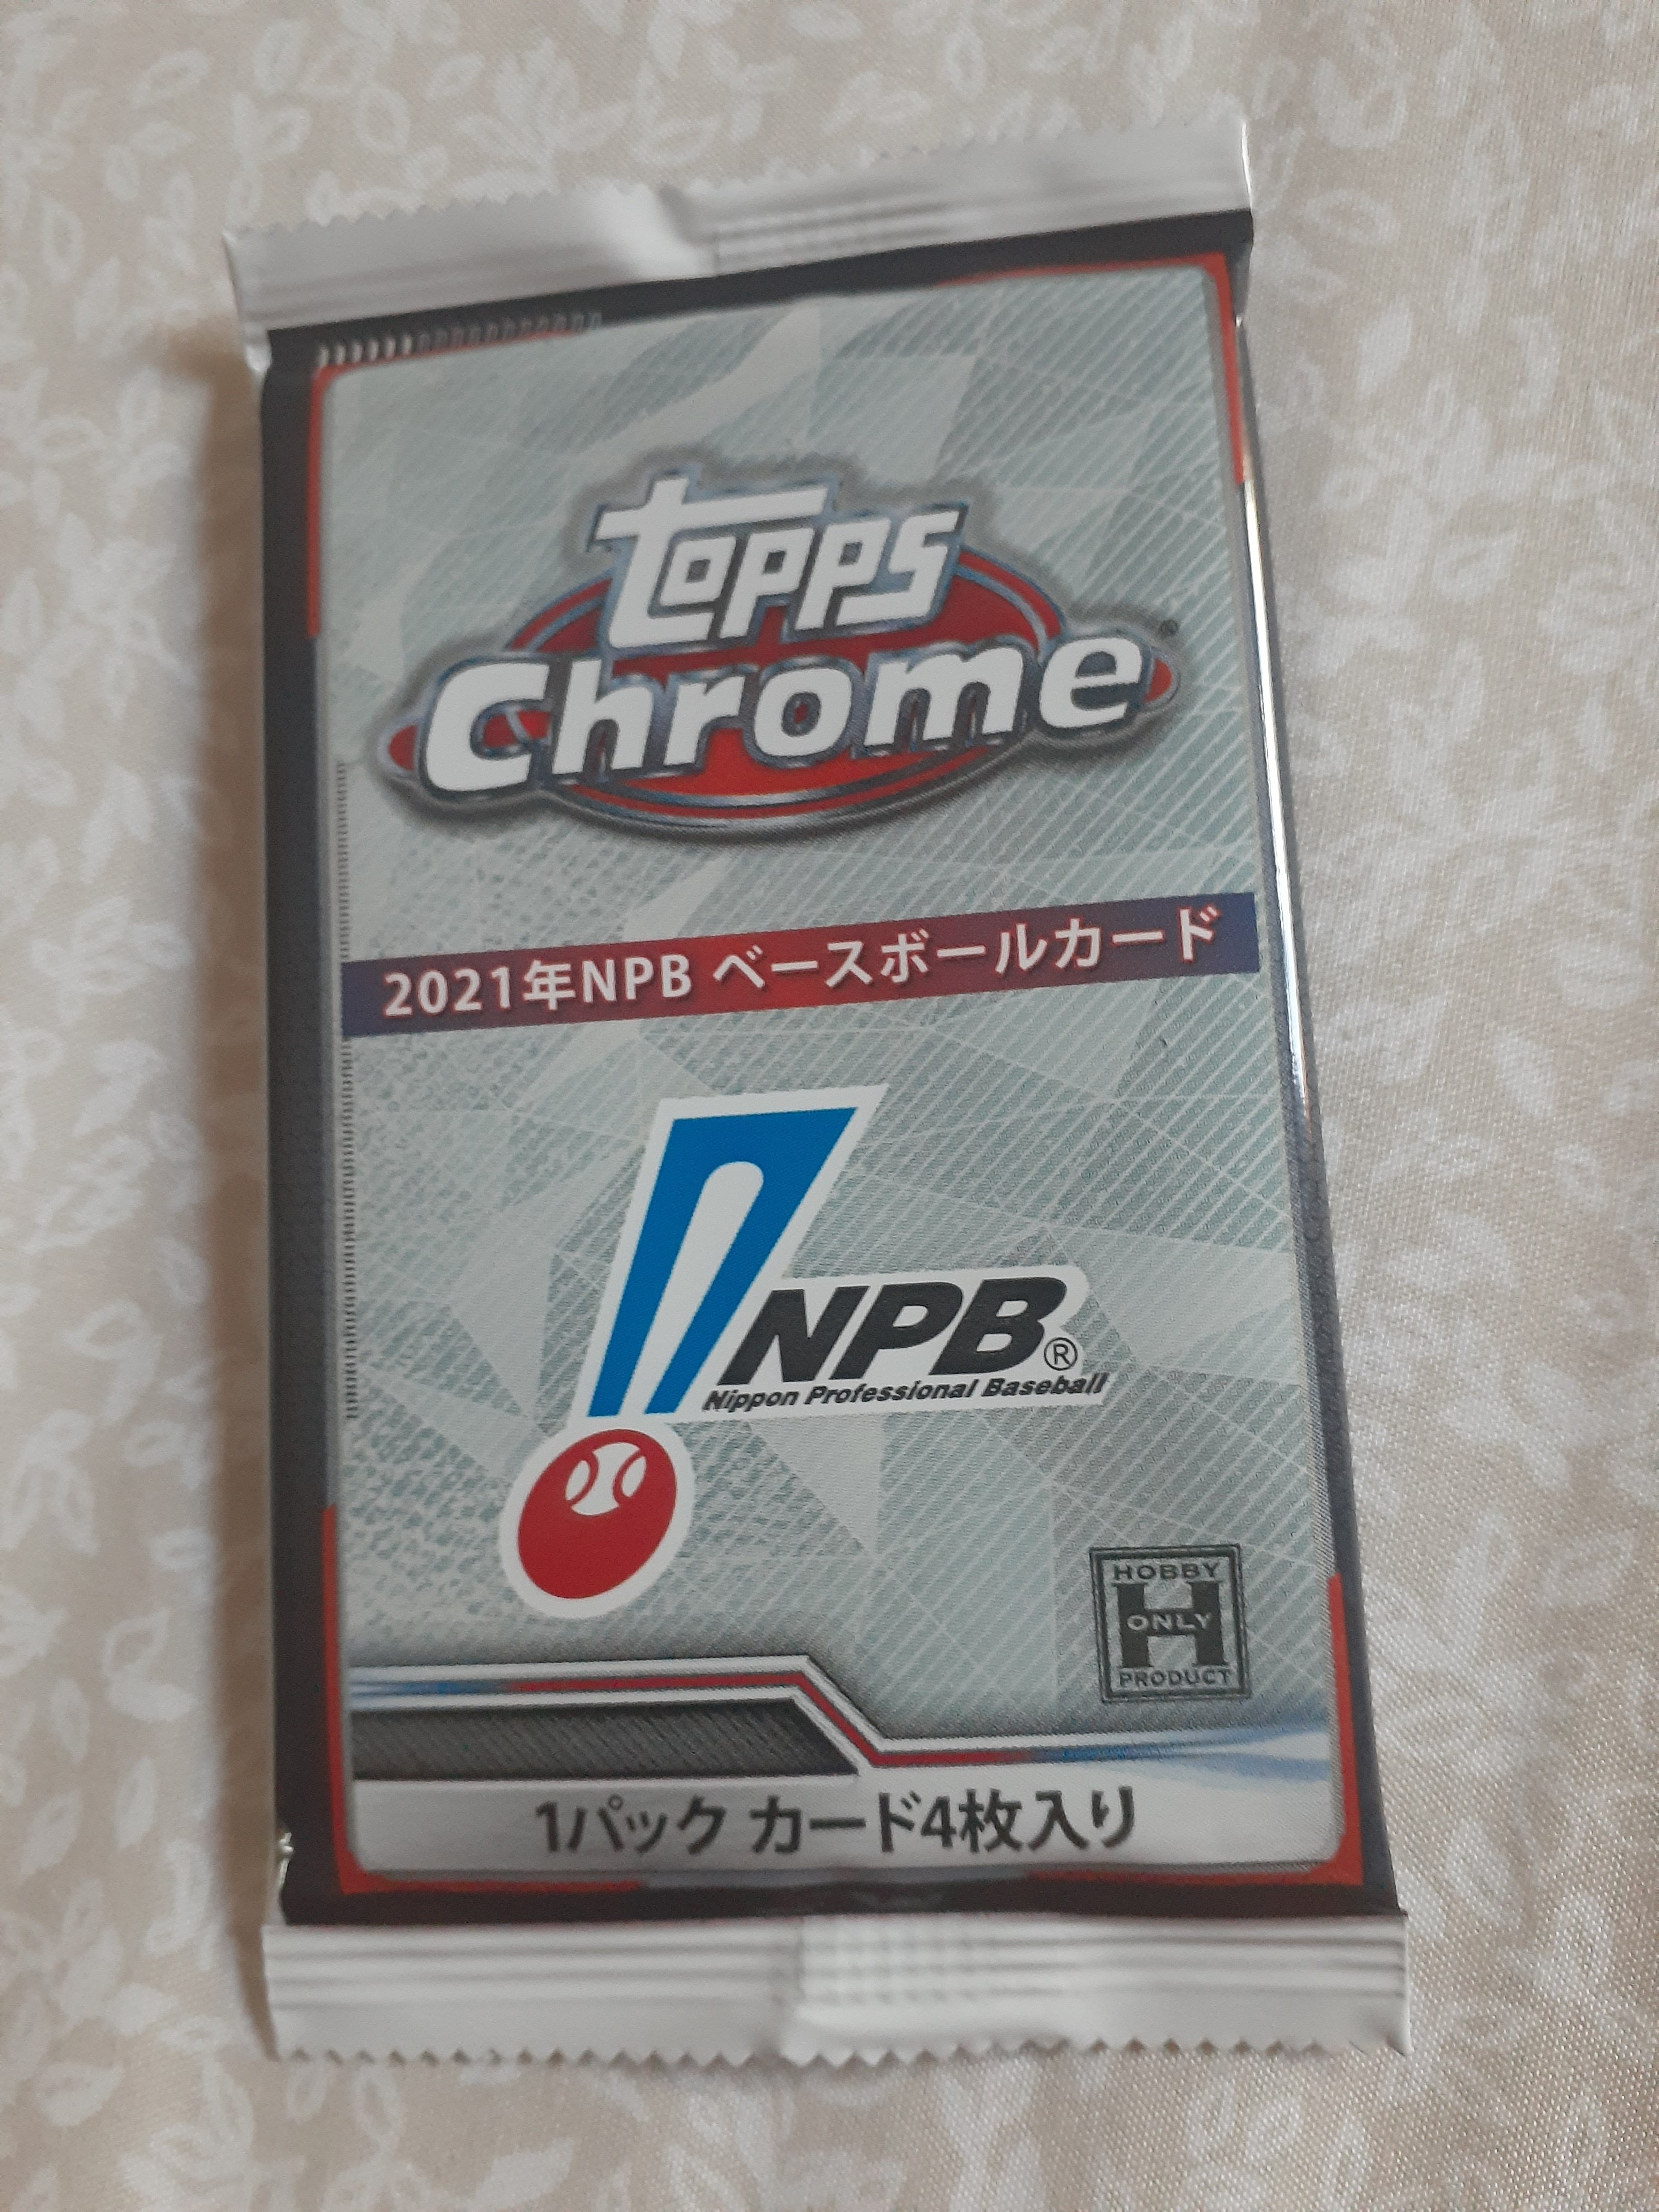 Topps
Chrome®
2021年NPB ベースボールカード
NPB®
Nippon Professional Baseball
HOBBY
H
ONLY
PRODUCT
1パック カード4枚入り